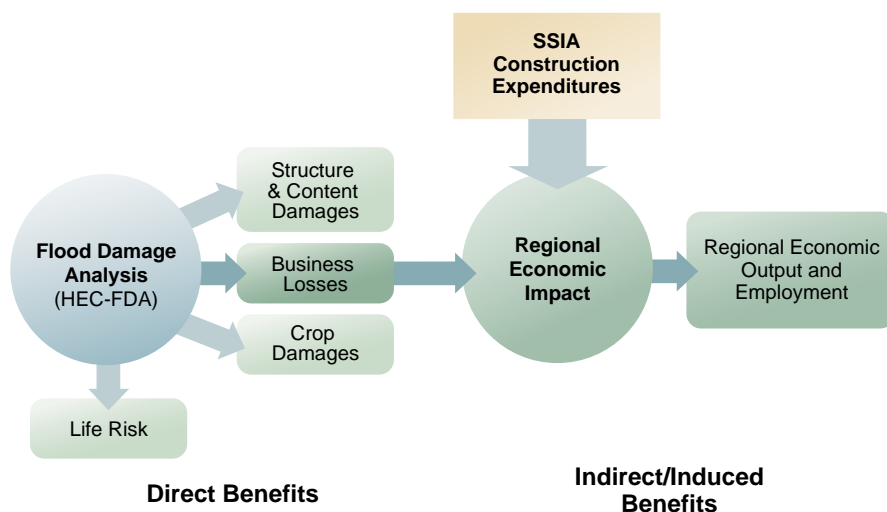 SSIA
Construction
Expenditures
Structure
& Content
Damages
Flood Damage
Analysis
(HEC-FDA)
Business
Losses
Regional
Economic
Impact
Regional Economic
Output and
Employment
Crop
Damages
Life Risk
Direct Benefits
Indirect/Induced
Benefits